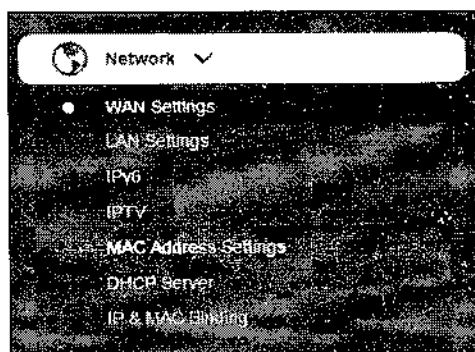 Network
WAN Settings
LAN Settings
IPv6
IPTV
MAC Address Settings
DHCP Server
IP & MAC Binding